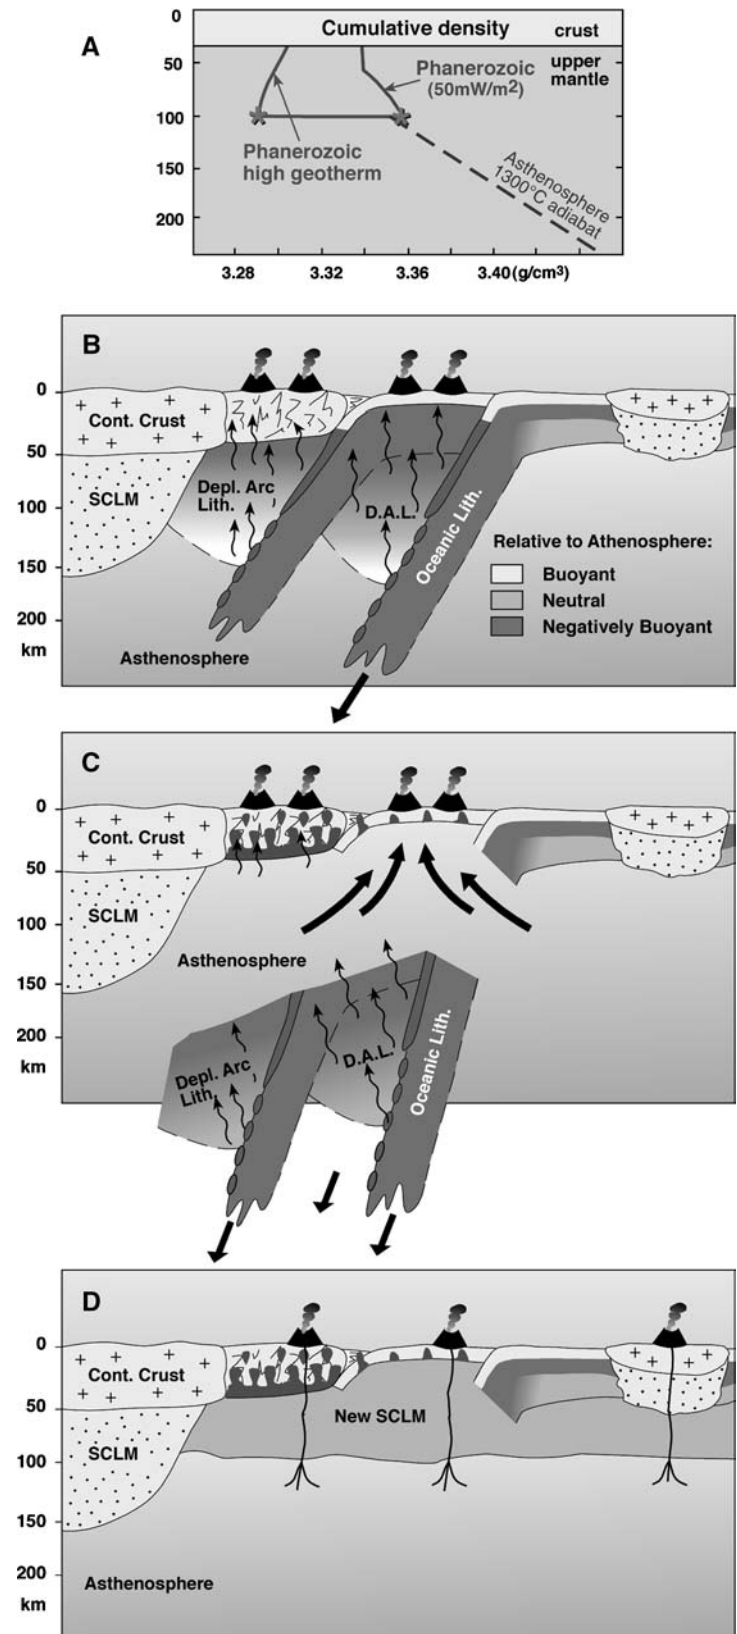 A
Cumulative density
crust
upper
mantle
0
50
100
150
200
Phanerozoic
(50mW/m2)
Phanerozoic
high geotherm
Asthenosphere
1300°C adiabat
3.28
3.32
3.36
3.40(g/cm3)
B
0
50
100
150
200
km
Cont. Crust
SCLM
Depl. Arc
Lith.
D.A.L.
Oceanic Lith.
Asthenosphere
Relative to Athenosphere:
Buoyant
Neutral
Negatively Buoyant
C
0
50
100
150
200
km
Cont. Crust
SCLM
Asthenosphere
Depl. Arc
Lith.
D.A.L.
Oceanic Lith.
D
0
50
100
150
200
km
Cont. Crust
SCLM
New SCLM
Asthenosphere